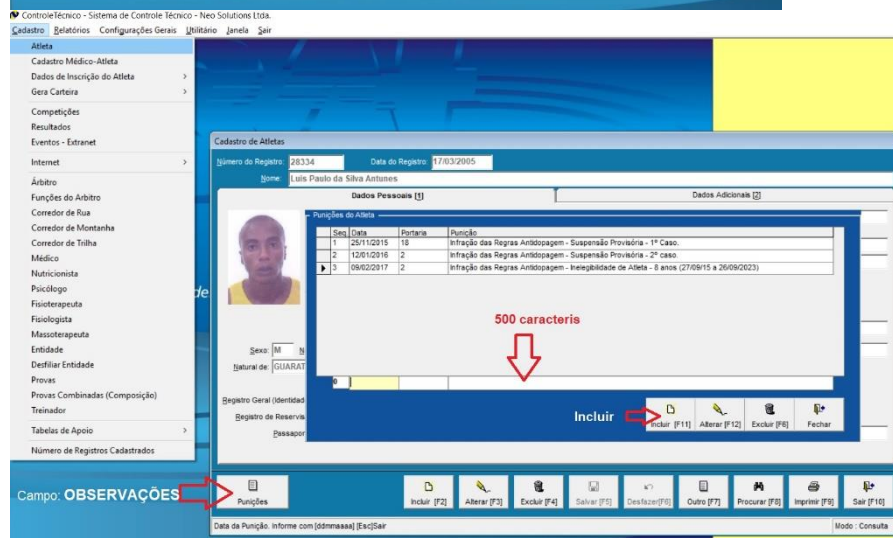 ControleTécnico - Sistema de Controle Técnico - Neo Solutions Ltda.
Cadastro Relatórios Configurações Gerais Utilitário Janela Sair
Atleta
Cadastro Médico-Atleta
Dados de Inscrição do Atleta
Gera Carteira
Competições
Resultados
Eventos - Extranet
Internet
Árbitro
Funções do Arbitro
Corredor de Rua
Corredor de Montanha
Corredor de Trilha
Médico
Nutricionista
Psicólogo
Fisioterapeuta
Fisiologista
Massoterapeuta
Entidade
Desfiliar Entidade
Provas
Provas Combinadas (Composição)
Treinador
Tabelas de Apoio
Número de Registros Cadastrados
de
Cadastro de Atletas
Número do Registro: 28334 Data do Registro: 17/03/2005
Nome: Luis Paulo da Silva Antunes
Dados Pessoais [1] Dados Adicionais [2]
Punições do Atleta
Seq. Data Portaria Punição
1 25/11/2015 18 Infração das Regras Antidopagem - Suspensão Provisória - 1º Caso.
2 12/01/2016 2 Infração das Regras Antidopagem - Suspensão Provisória - 2º caso.
3 09/02/2017 2 Infração das Regras Antidopagem - Inelegibilidade de Atleta - 8 anos (27/09/15 a 26/09/2023)
500 caracteris
Sexo: M N
Natural de: GUARAT
0
Registro Geral (Identidad
Registro de Reservis
Passapor
Incluir
Incluir [F11] Alterar [F12] Excluir [F6] Fechar
Campo: OBSERVAÇÕES
Punições Incluir [F2] Alterar [F3] Excluir [F4] Salvar [F5] Desfazer[F6] Outro [F7] Procurar [F8] Imprimir [F9] Sair [F10]
Data da Punição. Informe com [ddmmaaaa] [Esc]Sair Modo : Consulta